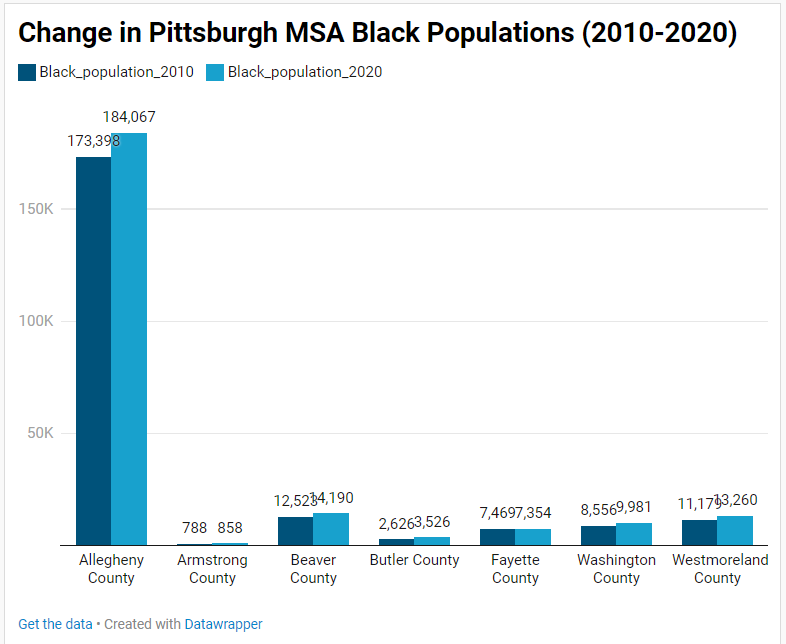 Change in Pittsburgh MSA Black Populations (2010-2020)
Black_population_2010 Black_population_2020
184,067
173,398
150K
100K
50K
788 858
12,523 14,190
2,626 3,526
7,469 7,354
8,556 9,981
11,179 13,260
Allegheny County
Armstrong County
Beaver County
Butler County
Fayette County
Washington County
Westmoreland County
Get the data • Created with Datawrapper